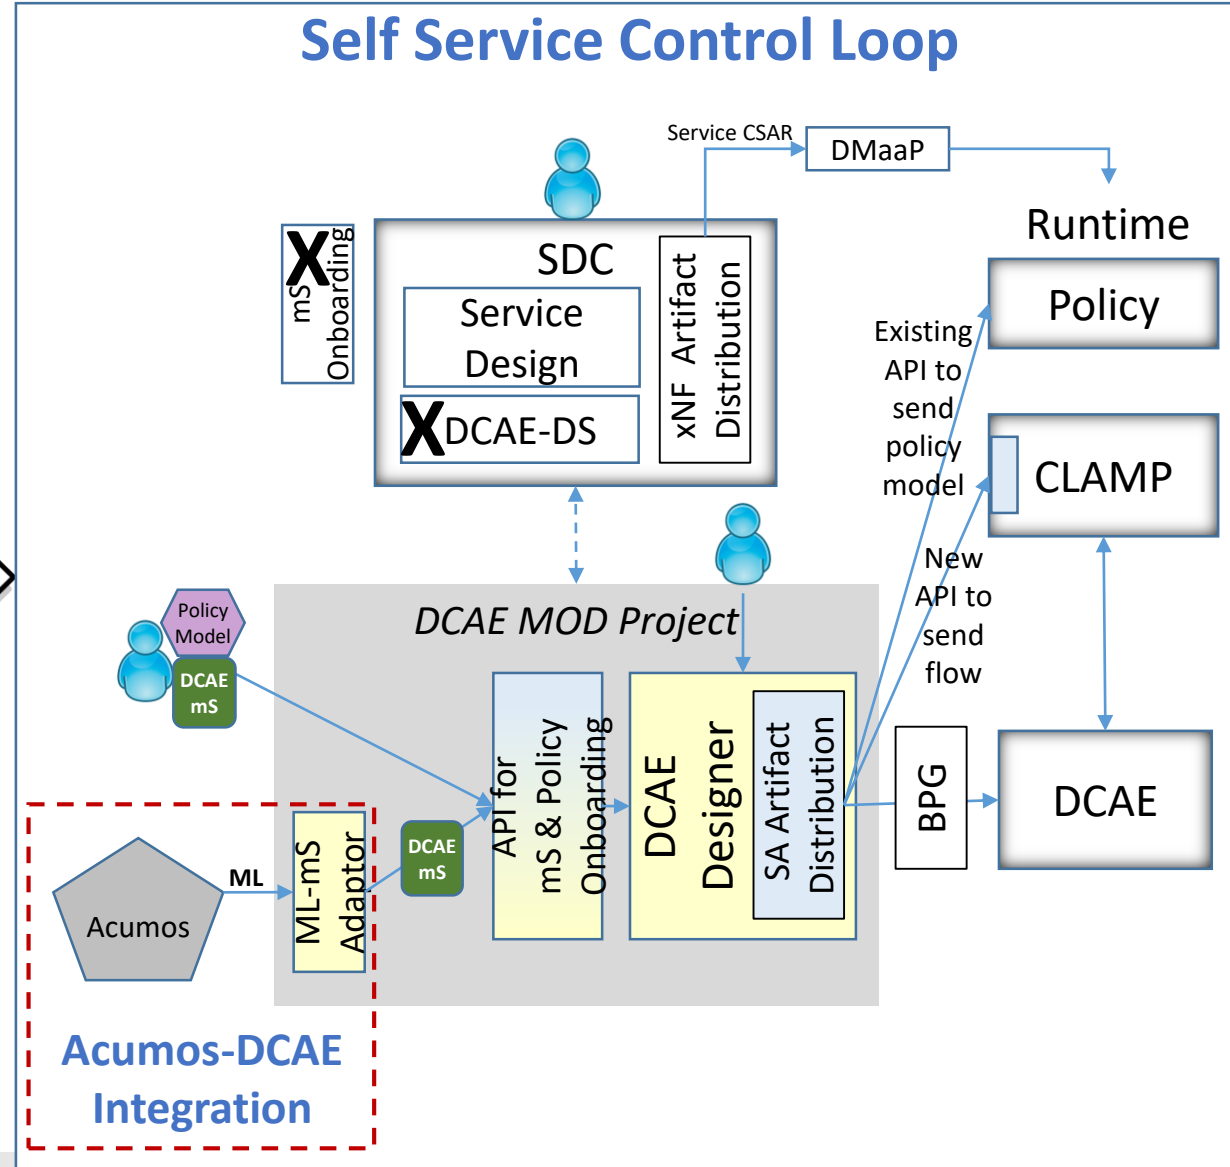 Self Service Control Loop
Service CSAR
DMaaP
Runtime
mS
Onboarding
X
SDC
Service
Design
X
DCAE-DS
xNF Artifact
Distribution
Policy
Existing
API to
send
policy
model
CLAMP
New
API to
send
flow
Policy
Model
DCAE
mS
DCAE MOD Project
API for
mS & Policy
Onboarding
DCAE
Designer
SA Artifact
Distribution
BPG
DCAE
Acumos
ML
ML-mS
Adaptor
DCAE
mS
Acumos-DCAE
Integration